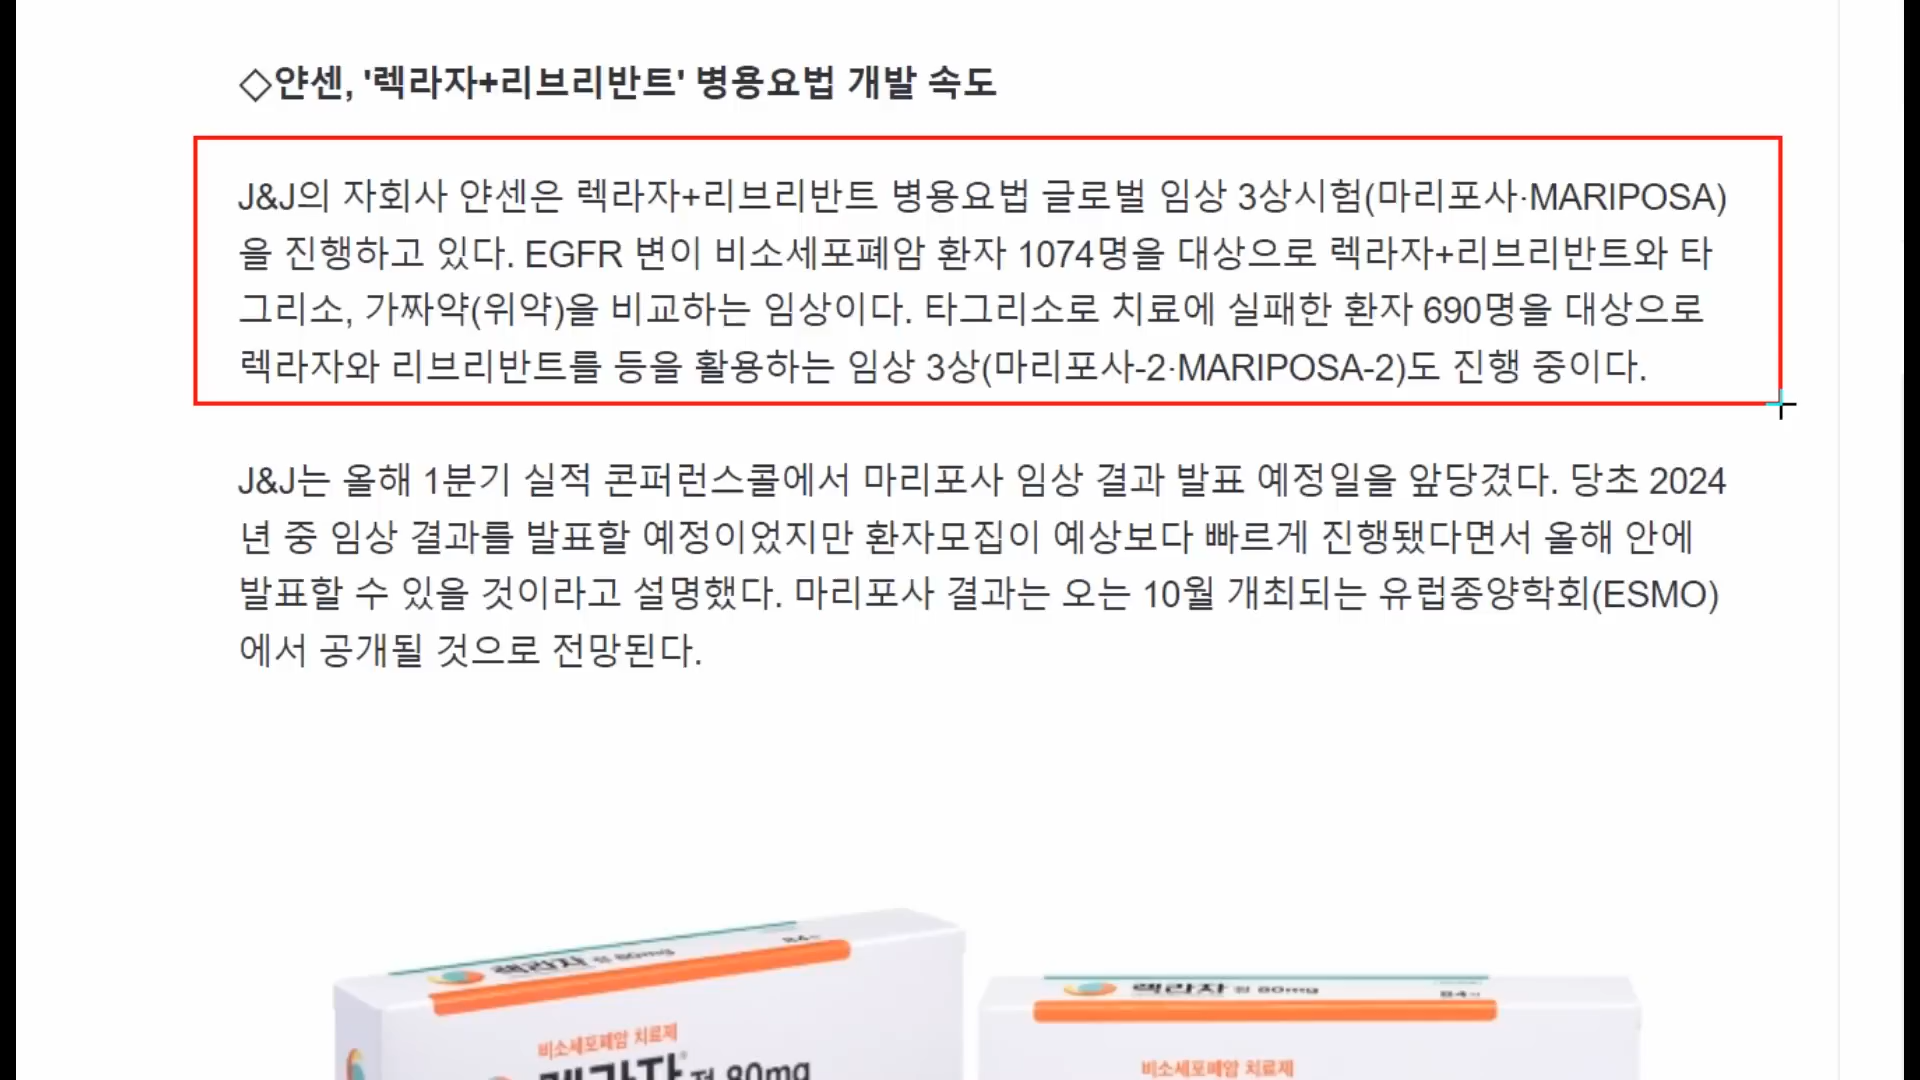 ◇얀센, '렉라자+리브리반트' 병용요법 개발 속도
J&J의 자회사 얀센은 렉라자+리브리반트 병용요법 글로벌 임상 3상시험(마리포사·MARIPOSA)
을 진행하고 있다. EGFR 변이 비소세포폐암 환자 1074명을 대상으로 렉라자+리브리반트와 타
그리소, 가짜약(위약)을 비교하는 임상이다. 타그리소로 치료에 실패한 환자 690명을 대상으로
렉라자와 리브리반트를 등을 활용하는 임상 3상(마리포사-2·MARIPOSA-2)도 진행 중이다.
J&J는 올해 1분기 실적 콘퍼런스콜에서 마리포사 임상 결과 발표 예정일을 앞당겼다. 당초 2024
년 중 임상 결과를 발표할 예정이었지만 환자모집이 예상보다 빠르게 진행됐다면서 올해 안에
발표할 수 있을 것이라고 설명했다. 마리포사 결과는 오는 10월 개최되는 유럽종양학회(ESMO)
에서 공개될 것으로 전망된다.
렉라자 정 80mg
비소세포폐암 치료제
렉라자 정 80mg
렉라자 정 80mg
비소세포폐암 치료제